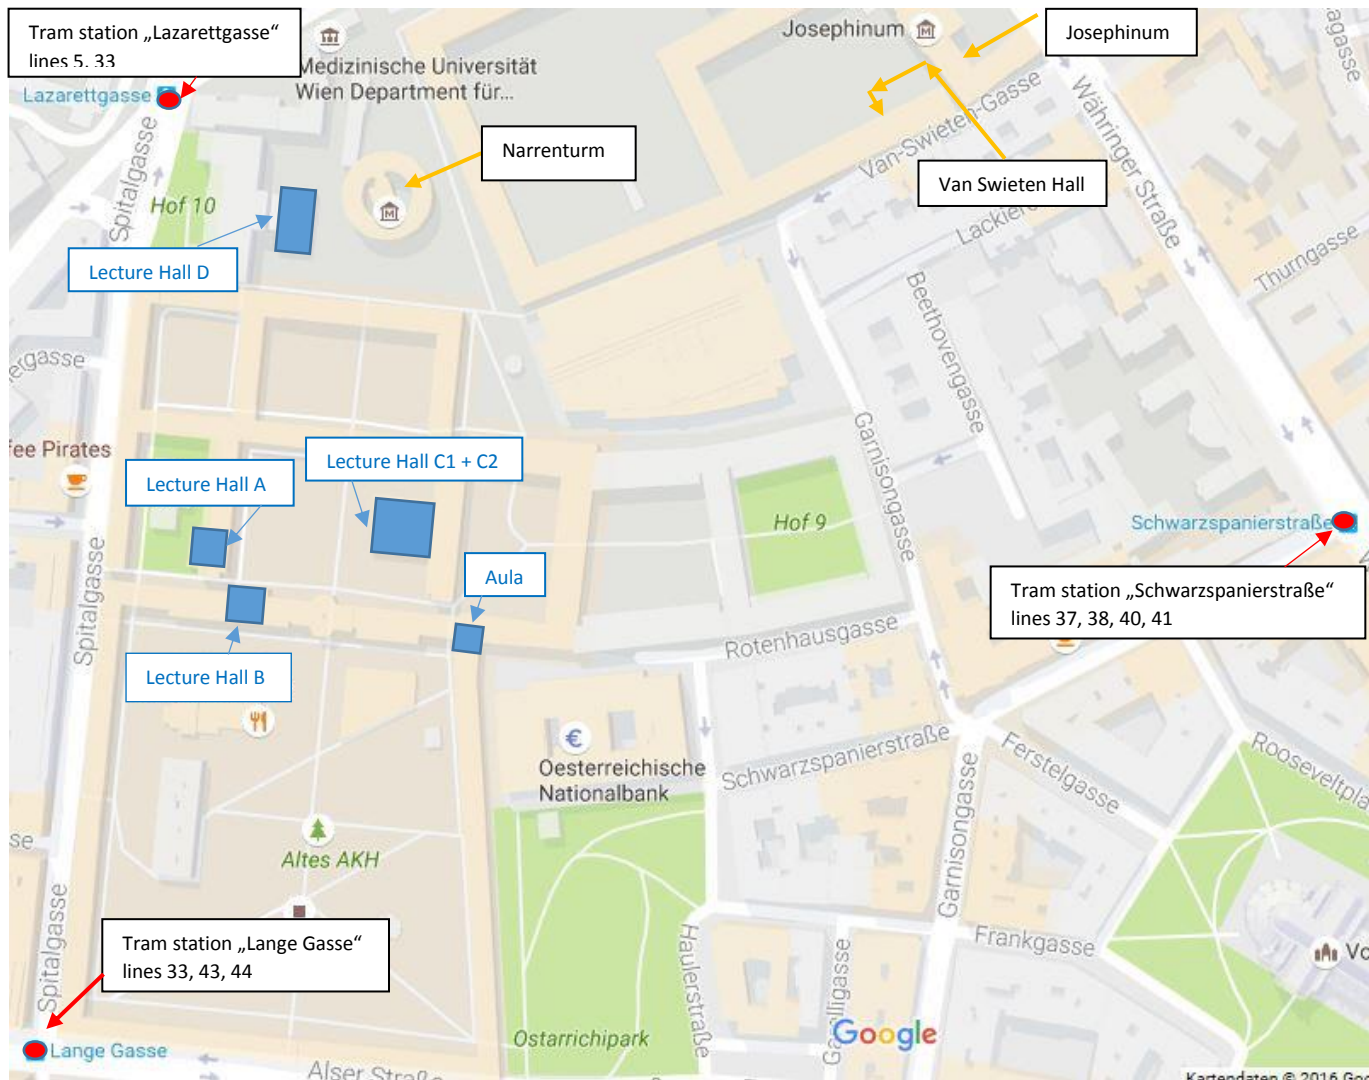 Tram station „Lazarettgasse“
lines 5, 33
Lazarettgasse
Medizinische Universität
Wien Department für...
Josephinum
Josephinum
Narrenturm
Van Swieten Hall
Van-Swieten-Gasse
Währinger Straße
Spitalgasse
Hof 10
Lecture Hall D
Thurngasse
Beethovengasse
Garnisongasse
fee Pirates
Lecture Hall A
Lecture Hall C1 + C2
Hof 9
Schwarzspanierstraße
Aula
Tram station „Schwarzspanierstraße“
lines 37, 38, 40, 41
Spitalgasse
Lecture Hall B
Rotenhausgasse
Oesterreichische
Nationalbank
Schwarzspanierstraße
Ferstelgasse
Rooseveltpla
Altes AKH
Garnisongasse
Tram station „Lange Gasse“
lines 33, 43, 44
Spitalgasse
Haulerstraße
Frankgasse
Ostarrichipark
Google
Lange Gasse
Alser Straße
Kartendaten © 2016 Goo